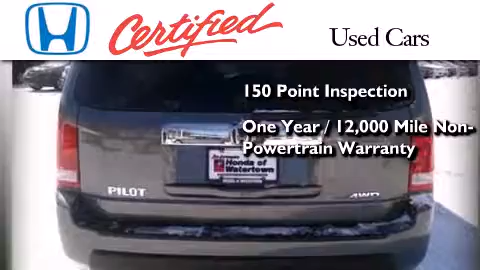 Certified
Used Cars
150 Point Inspection
One Year / 12,000 Mile Non-
Powertrain Warranty
Honda of
Watertown
PILOT
AWD